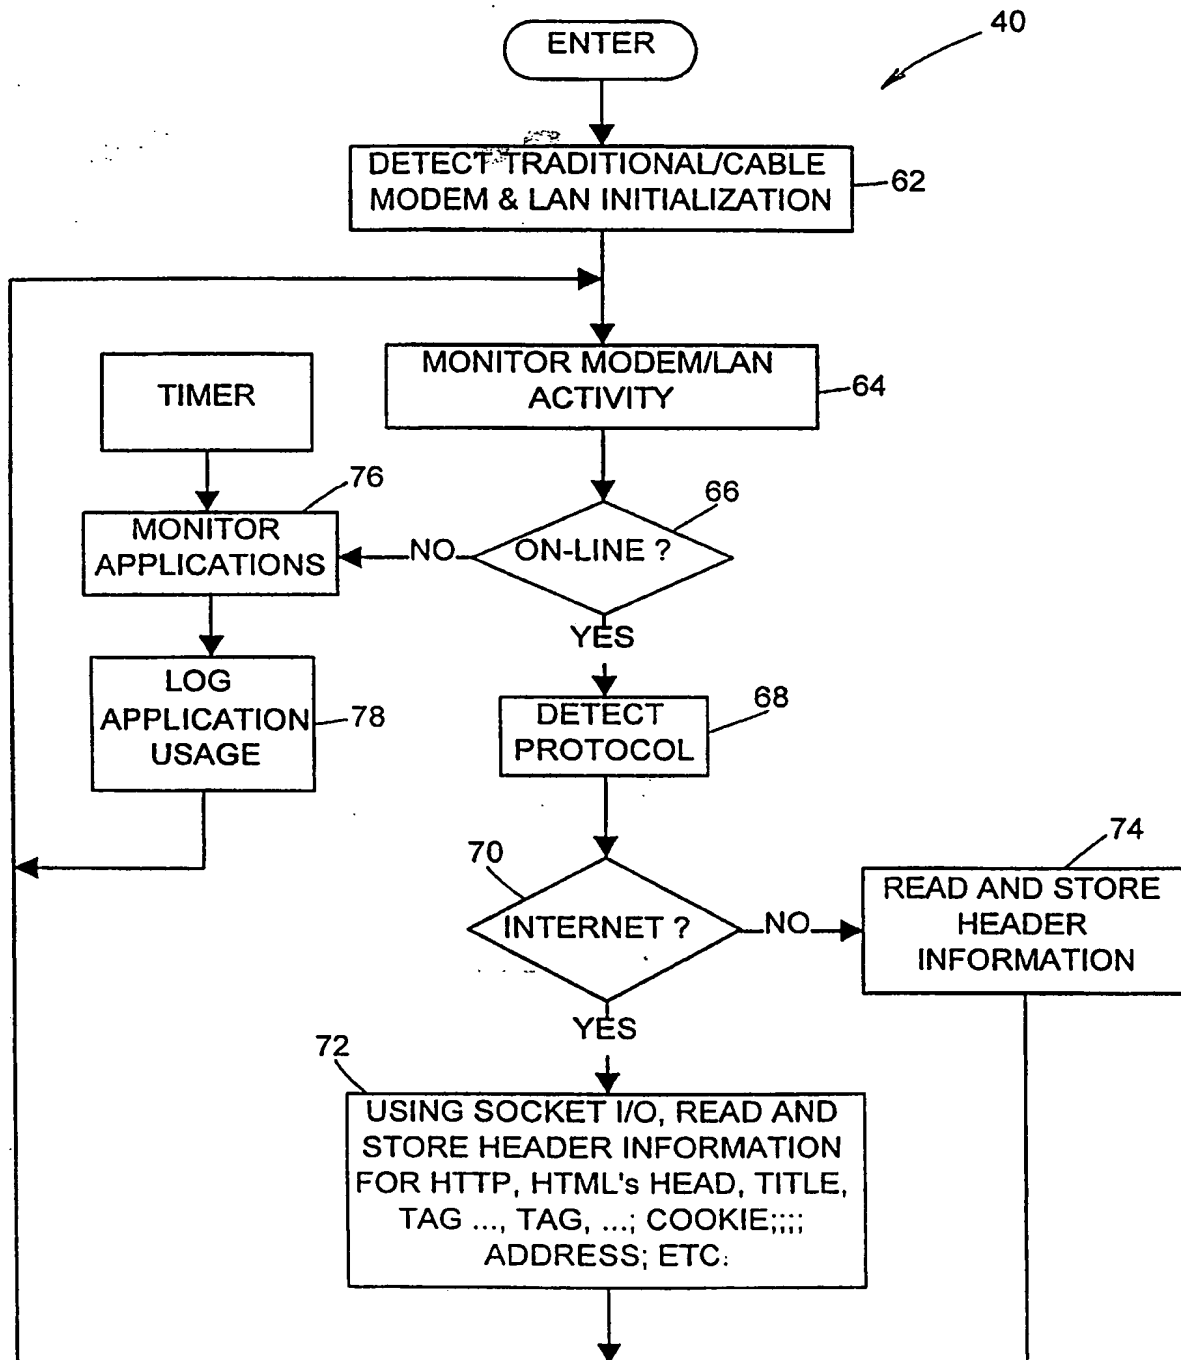 ENTER
40
DETECT TRADITIONAL/CABLE
MODEM & LAN INITIALIZATION
62
MONITOR MODEM/LAN
ACTIVITY
64
TIMER
76
MONITOR
APPLICATIONS
66
ON-LINE ?
NO
YES
LOG
APPLICATION
USAGE
78
DETECT
PROTOCOL
68
70
INTERNET ?
NO
74
READ AND STORE
HEADER
INFORMATION
YES
72
USING SOCKET I/O, READ AND
STORE HEADER INFORMATION
FOR HTTP, HTML's HEAD, TITLE,
TAG ..., TAG, ...; COOKIE;;;;
ADDRESS; ETC.